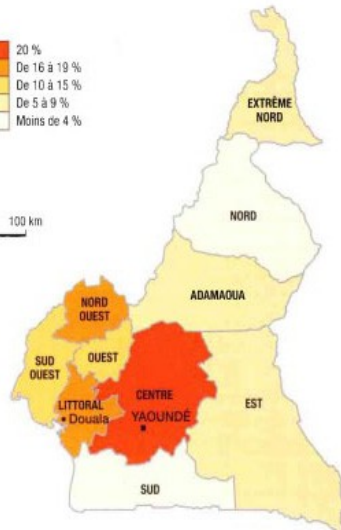 20 %
De 16 à 19 %
De 10 à 15 %
De 5 à 9 %
Moins de 4 %
100 km
EXTRÊME
NORD
NORD
ADAMAOUA
NORD
OUEST
OUEST
SUD
OUEST
CENTRE
YAOUNDÉ
LITTORAL
Douala
EST
SUD